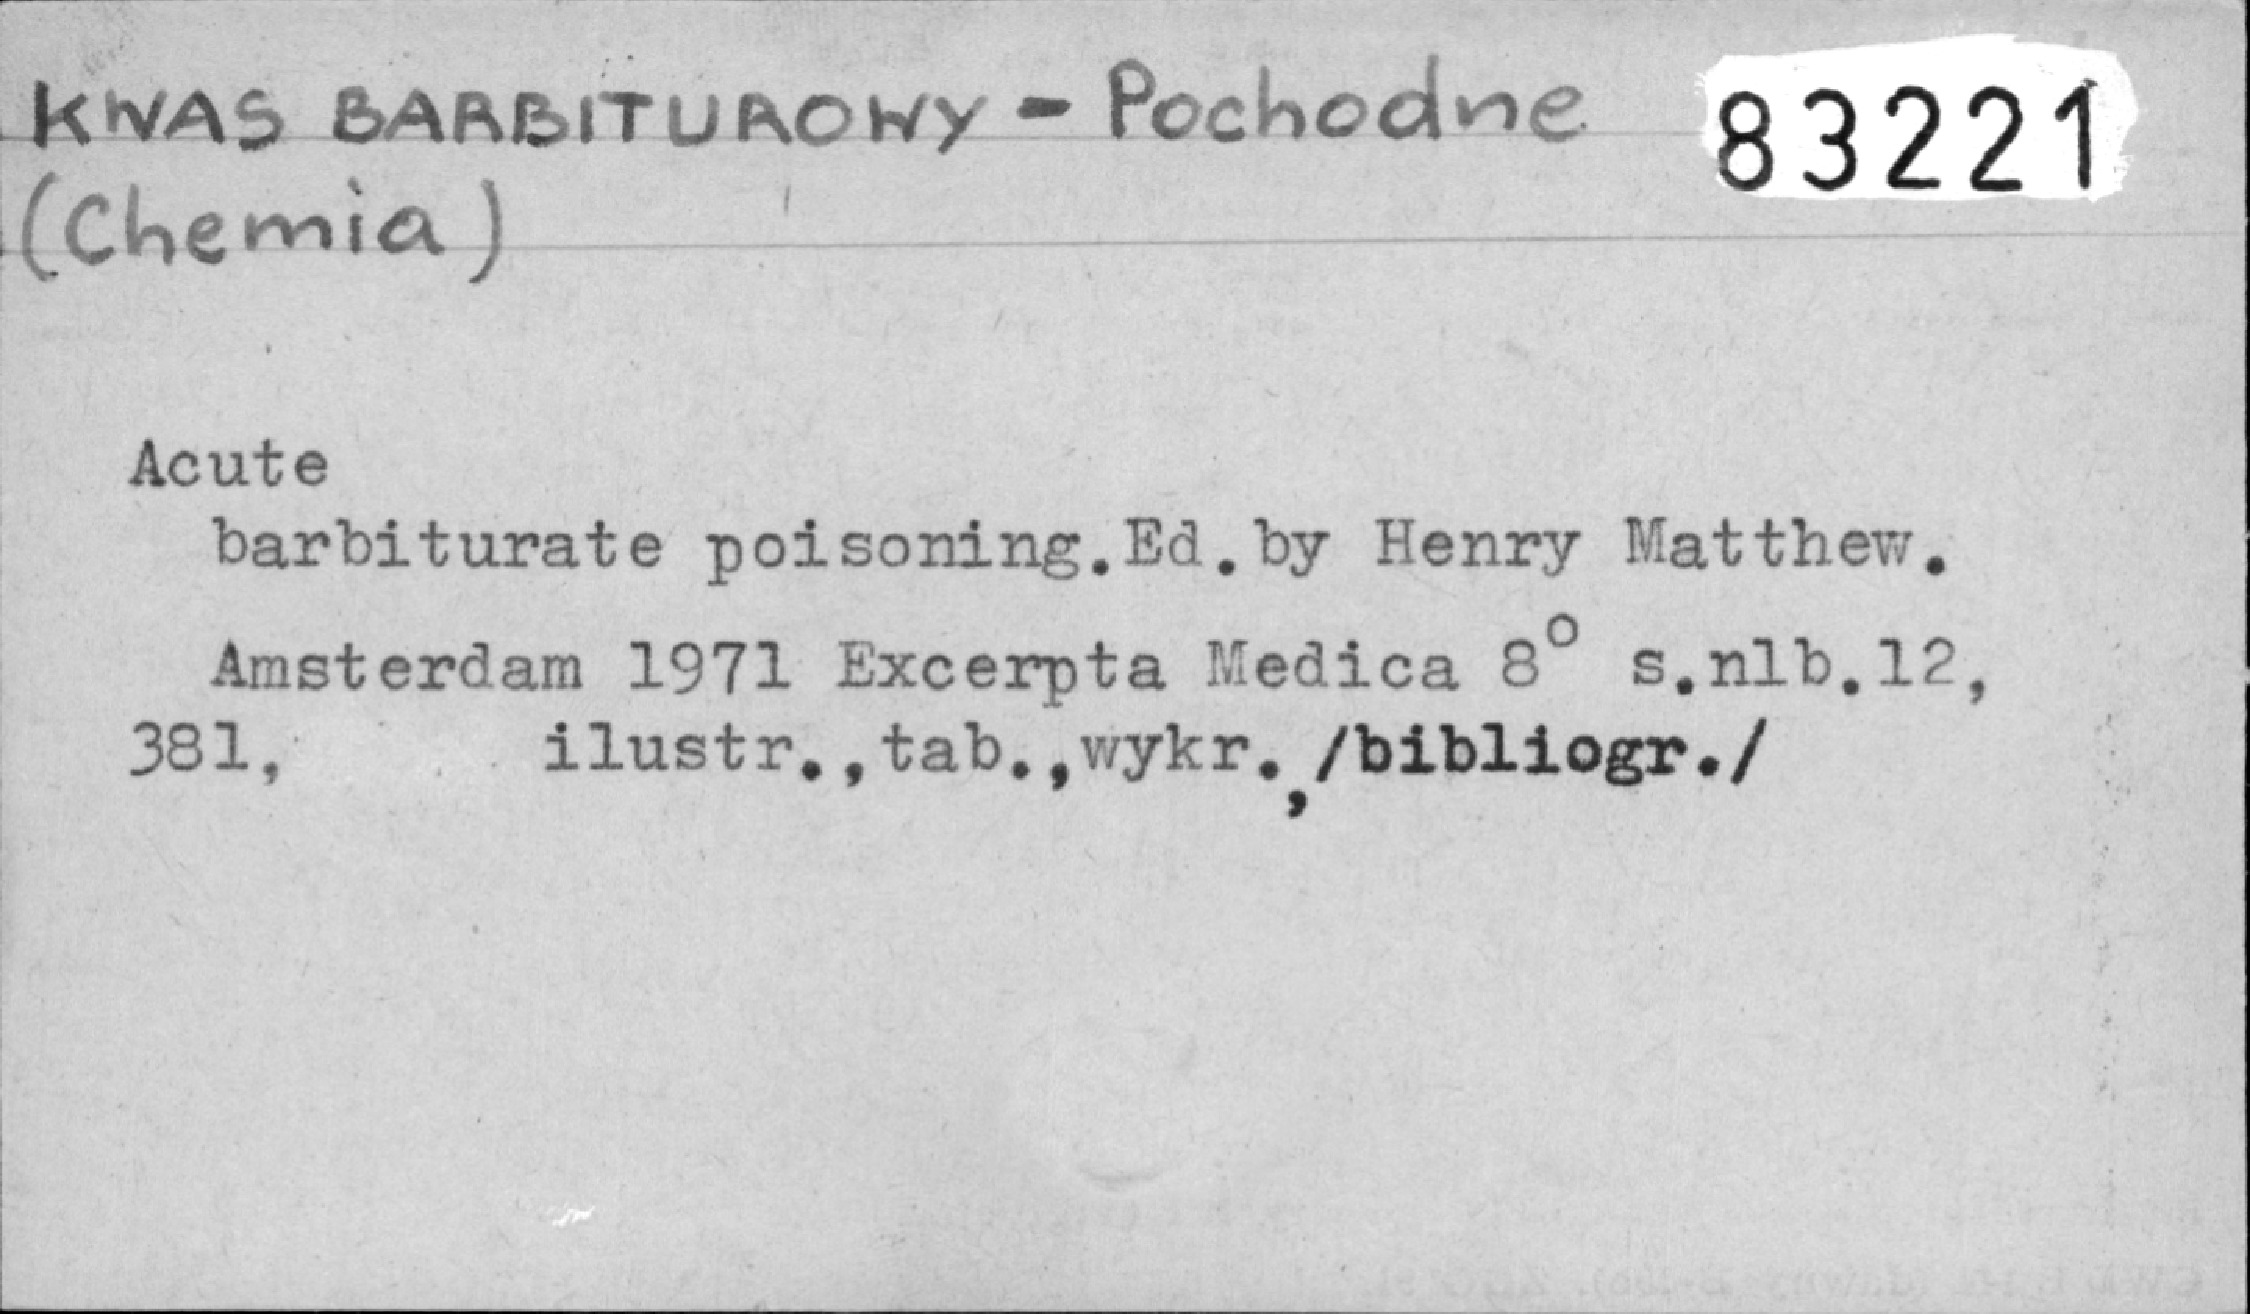 KWAS BARBITUROWY - Pochodne 83221
(Chemia)
Acute
barbiturate poisoning.Ed.by Henry Matthew.
Amsterdam 1971 Excerpta Medica 8° s.nlb.12,
381, ilustr.,tab.,wykr.,/bibliogr./